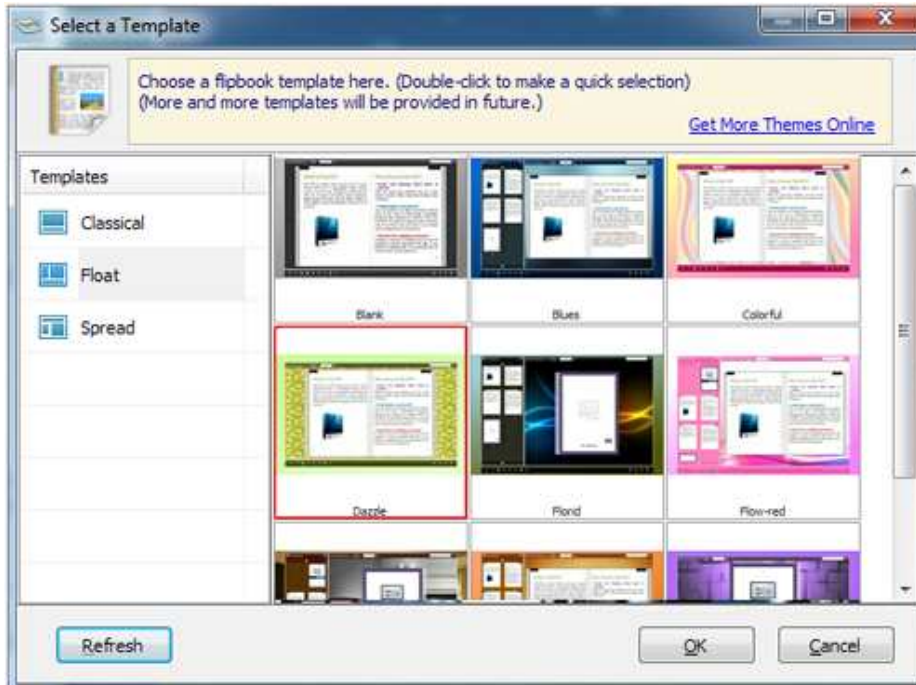 Select a Template
Choose a flipbook template here. (Double-click to make a quick selection)
(More and more templates will be provided in future.)
Get More Themes Online
Templates
Classical
Float
Spread
Blank
Blues
Colorful
Dazzle
Florid
Flow-red
Refresh
OK
Cancel